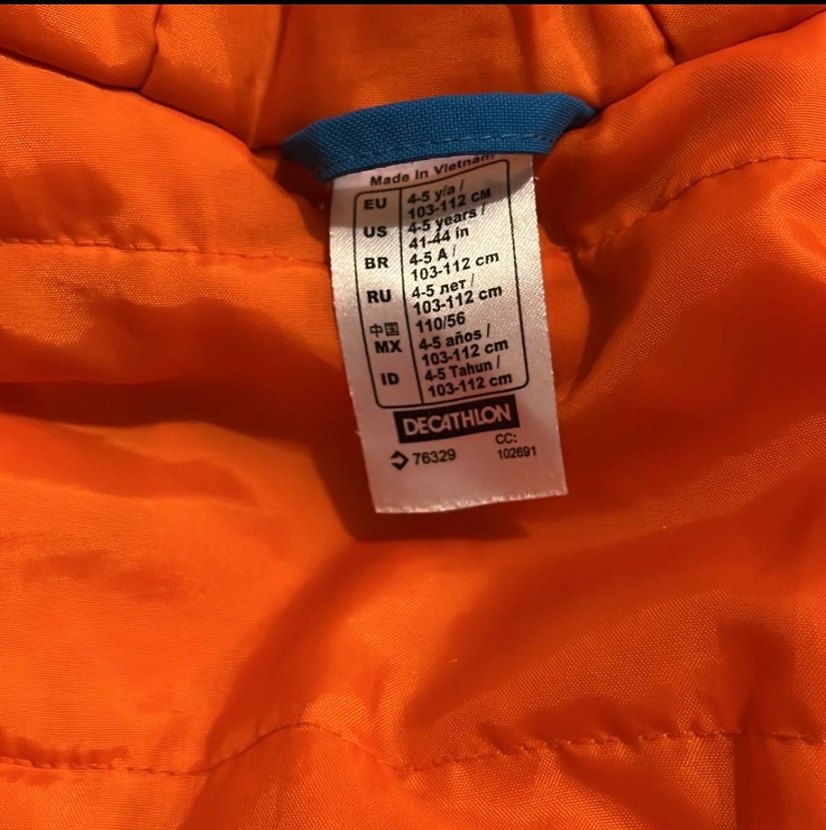 Made in Vietnam
EU 4-5 y/a /
103-112 CM
US 4-5 years /
41-44 in
BR 4-5 A /
103-112 cm
RU 4-5 лет /
103-112 cm
中国 110/56
MX 4-5 años /
103-112 cm
ID 4-5 Tahun /
103-112 cm
DECATHLON
76329 CC:
102691